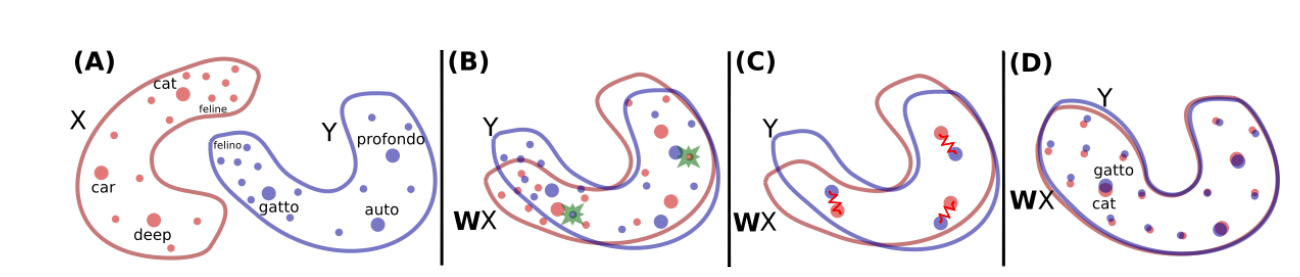 (A)
X
cat
feline
car
deep
felino
Y
profondo
gatto
auto
(B)
Y
WX
(C)
Y
WX
(D)
Y
gatto
cat
WX